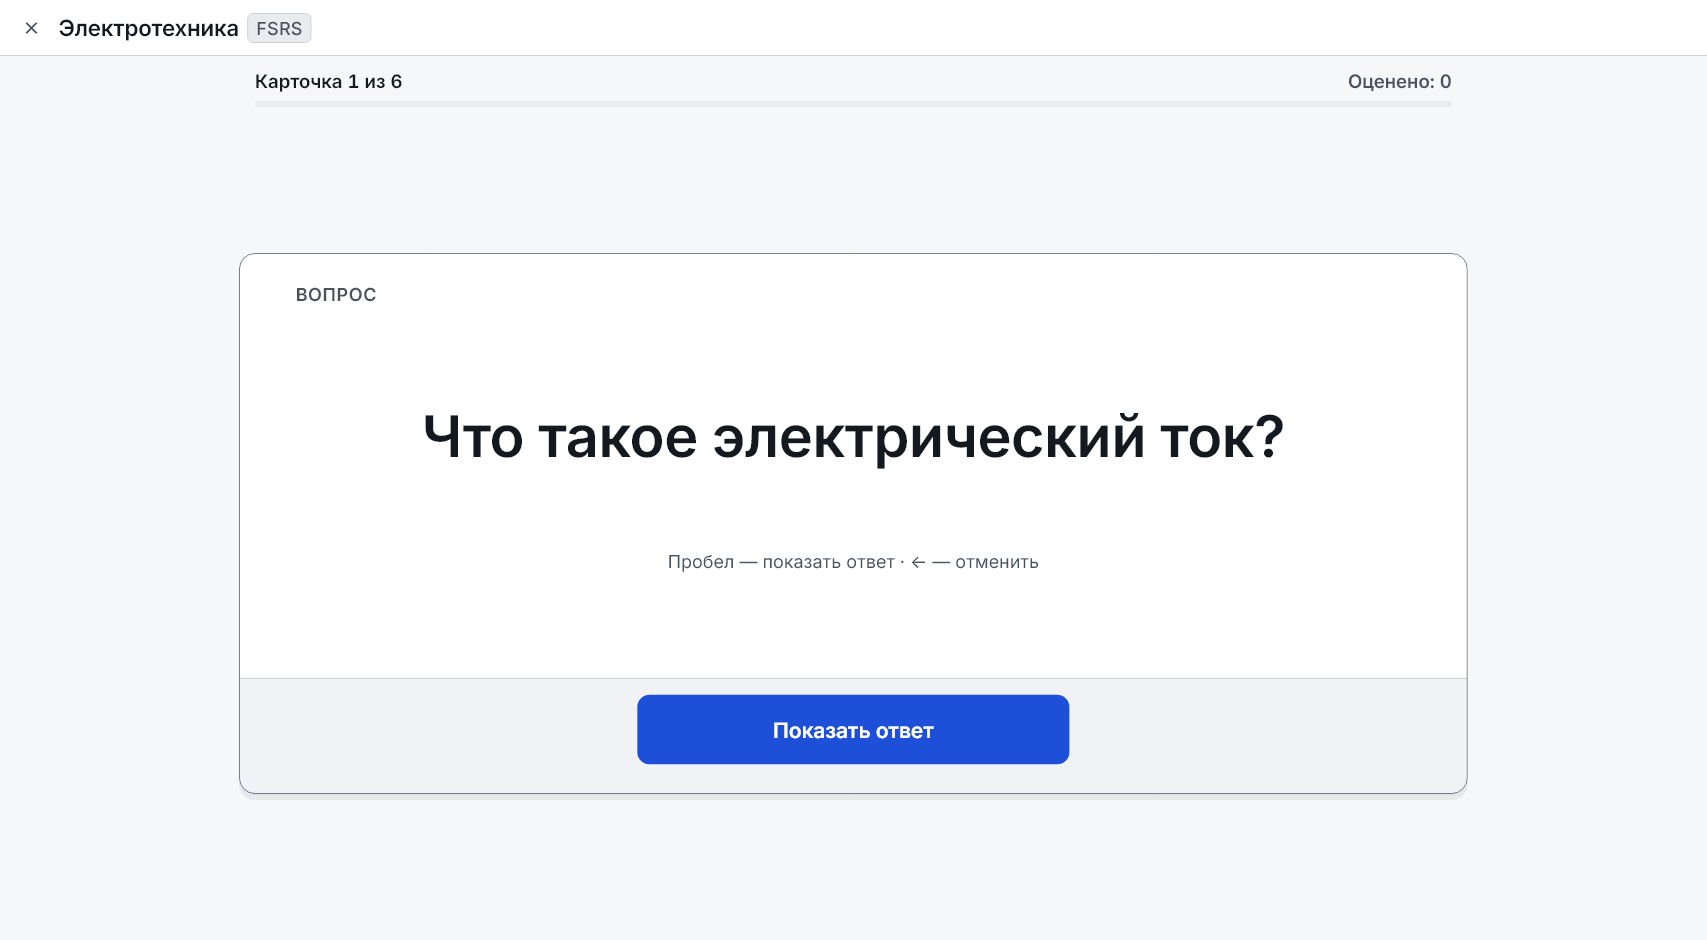 × Электротехника FSRS
Карточка 1 из 6
Оценено: 0
ВОПРОС
Что такое электрический ток?
Пробел — показать ответ · ← — отменить
Показать ответ